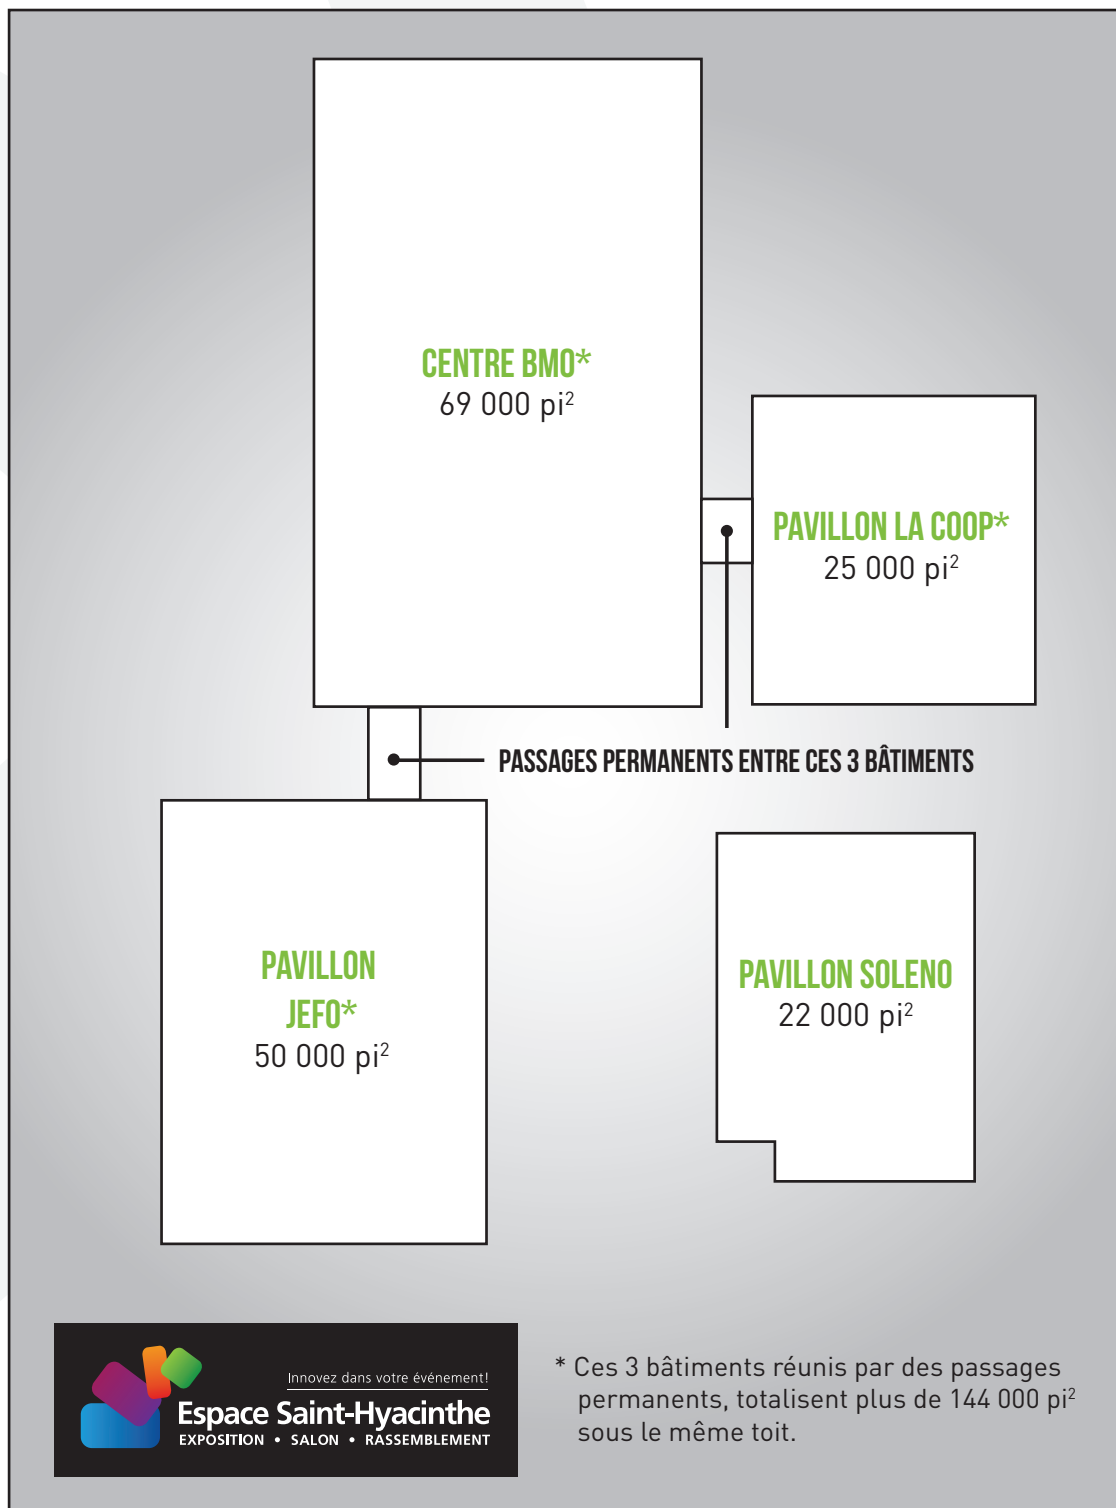 CENTRE BMO*
69 000 pi²
PAVILLON LA COOP*
25 000 pi²
PASSAGES PERMANENTS ENTRE CES 3 BÂTIMENTS
PAVILLON
JEFO*
50 000 pi²
PAVILLON SOLENO
22 000 pi²
Innovez dans votre événement!
Espace Saint-Hyacinthe
EXPOSITION • SALON • RASSEMBLEMENT
* Ces 3 bâtiments réunis par des passages
permanents, totalisent plus de 144 000 pi²
sous le même toit.